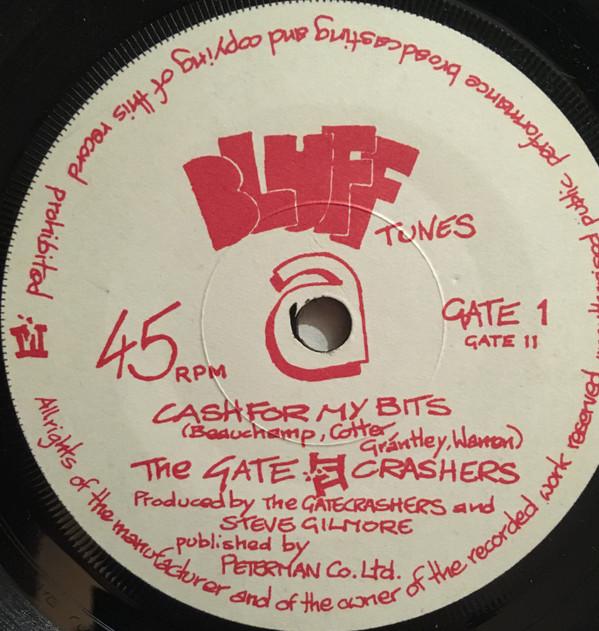 BLUFF
TUNES
a
45 RPM
GATE 1
GATE 11
CASH FOR MY BITS
(Beauchamp, Cotter,
Grantley, Warren)
The GATE CRASHERS
Produced by The GATECRASHERS and
STEVE GILMORE
published by
PETERMAN Co. Ltd.
All rights of the manufacturer and of the owner of the recorded work reserved public performance broadcasting and copying of this record prohibited